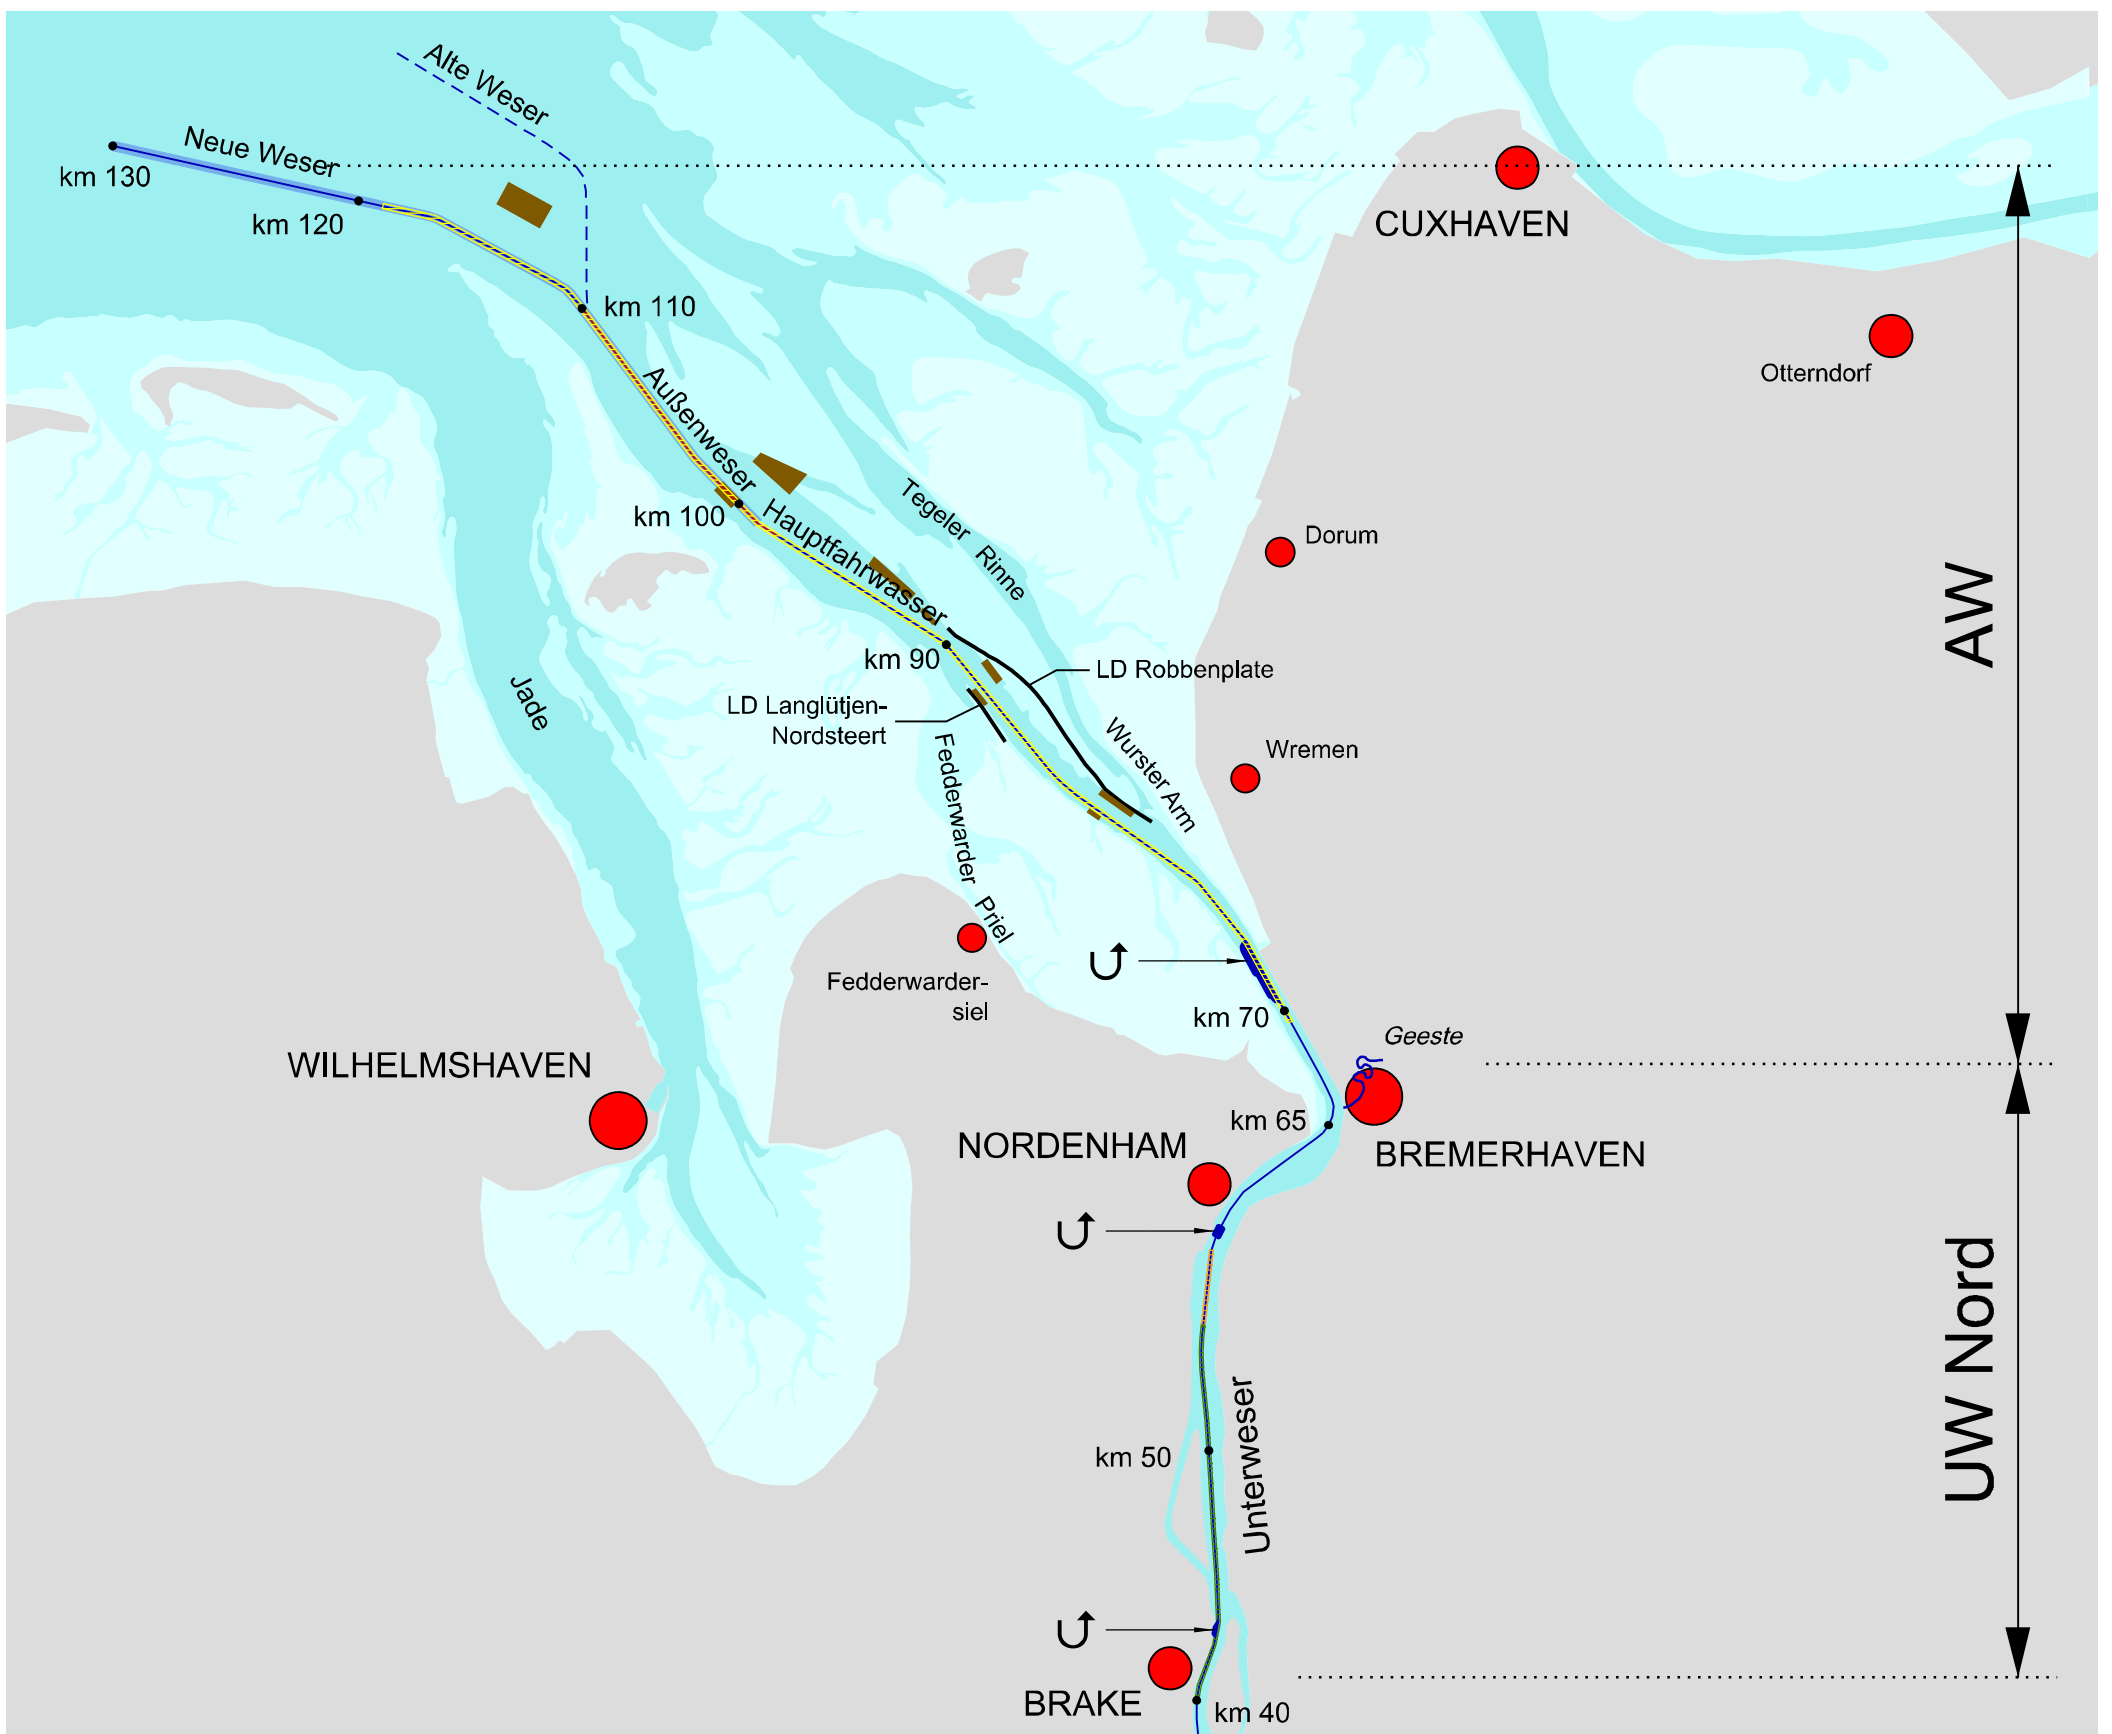 Alte Weser
Neue Weser
km 130
km 120
CUXHAVEN
km 110
Otterndorf
Außenweser
km 100
Hauptfahrwasser
Tegeler Rinne
Dorum
AW
km 90
LD Robbenplate
Jade
LD Langlütjen-
Nordsteert
Wurster Arm
Wremen
Fedderwarder Priel
Fedderwarder-
siel
km 70
Geeste
WILHELMSHAVEN
km 65
NORDENHAM
BREMERHAVEN
UW Nord
km 50
Unterweser
BRAKE
km 40